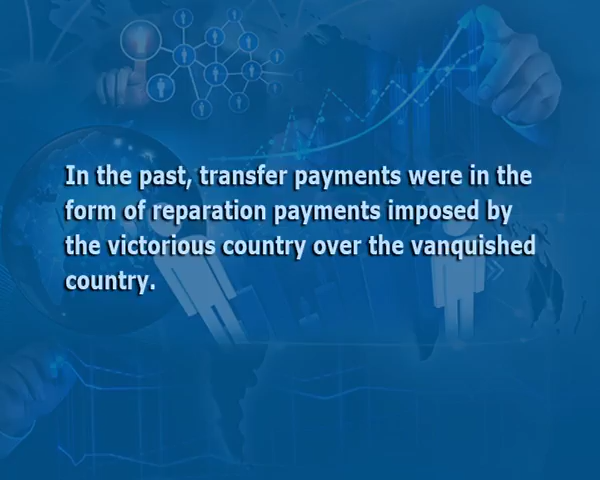 In the past, transfer payments were in the
form of reparation payments imposed by
the victorious country over the vanquished
country.